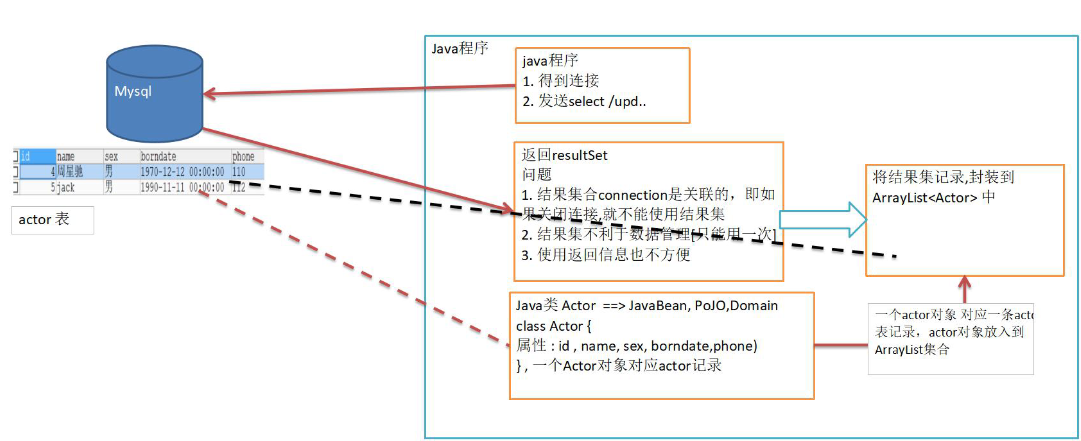 Java程序
java程序
1. 得到连接
2. 发送select /upd..
Mysql
id name sex borndate phone
4 周星驰 男 1970-12-12 00:00:00 110
5 jack 男 1990-11-11 00:00:00 112
actor 表
返回resultSet
问题
1. 结果集合connection是关联的，即如
果关闭连接,就不能使用结果集
2. 结果集不利于数据管理[只能用一次]
3. 使用返回信息也不方便
将结果集记录,封装到
ArrayList<Actor> 中
Java类 Actor ==> JavaBean, PoJO,Domain
class Actor {
属性 : id , name, sex, borndate,phone)
} , 一个Actor对象对应actor记录
一个actor对象 对应一条acto
表记录，actor对象放入到
ArrayList集合